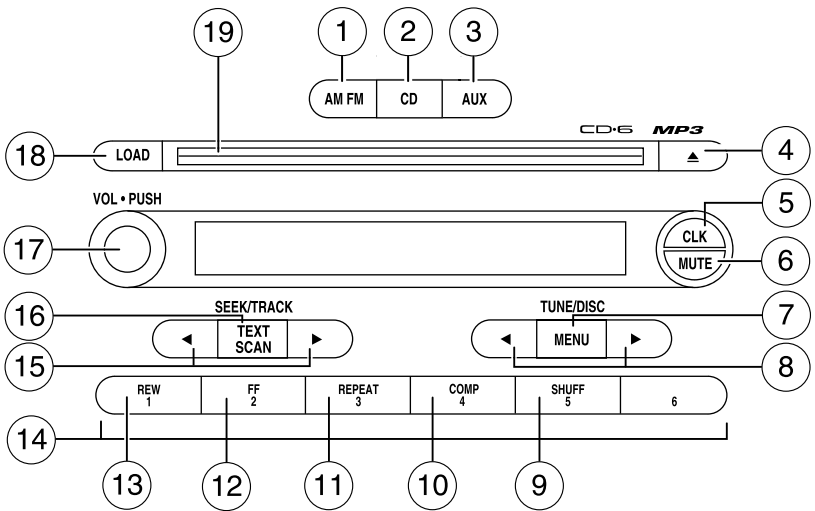 19
1
2
3
AM FM
CD
AUX
CD•6 MP3
18
LOAD
4
VOL • PUSH
5
17
CLK
MUTE
6
SEEK/TRACK
TUNE/DISC
16
TEXT
SCAN
MENU
7
15
8
REW
1
FF
2
REPEAT
3
COMP
4
SHUFF
5
6
14
13
12
11
10
9